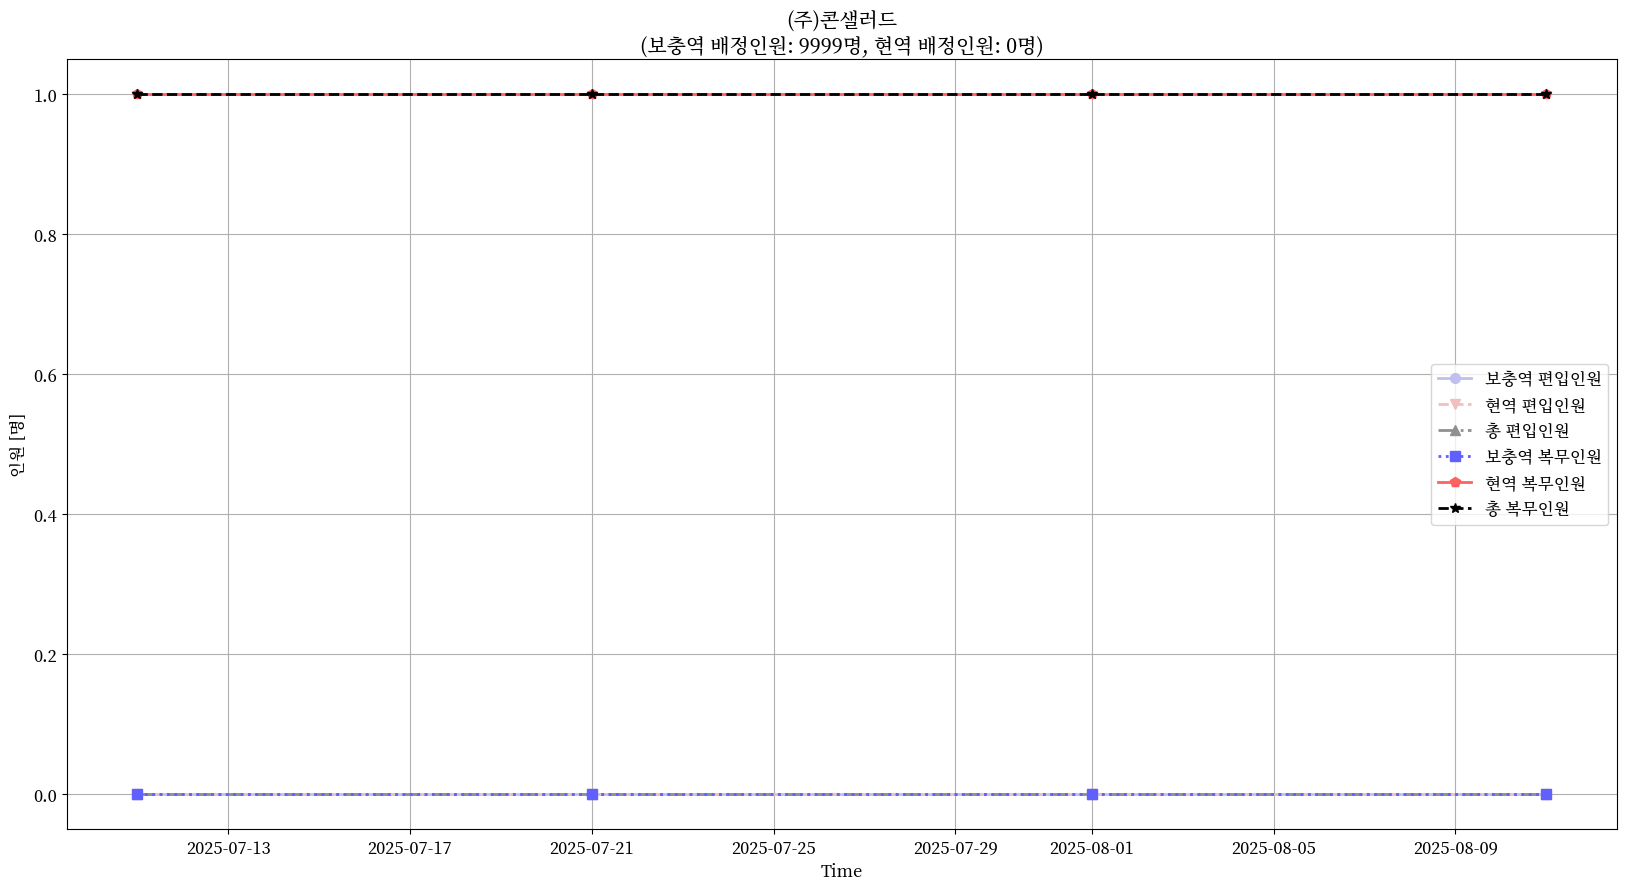 (주)콘샐러드
(보충역 배정인원: 9999명, 현역 배정인원: 0명)
1.0
0.8
0.6
0.4
0.2
0.0
인원 [명]
보충역 편입인원
현역 편입인원
총 편입인원
보충역 복무인원
현역 복무인원
총 복무인원
2025-07-13 2025-07-17 2025-07-21 2025-07-25 2025-07-29 2025-08-01 2025-08-05 2025-08-09
Time